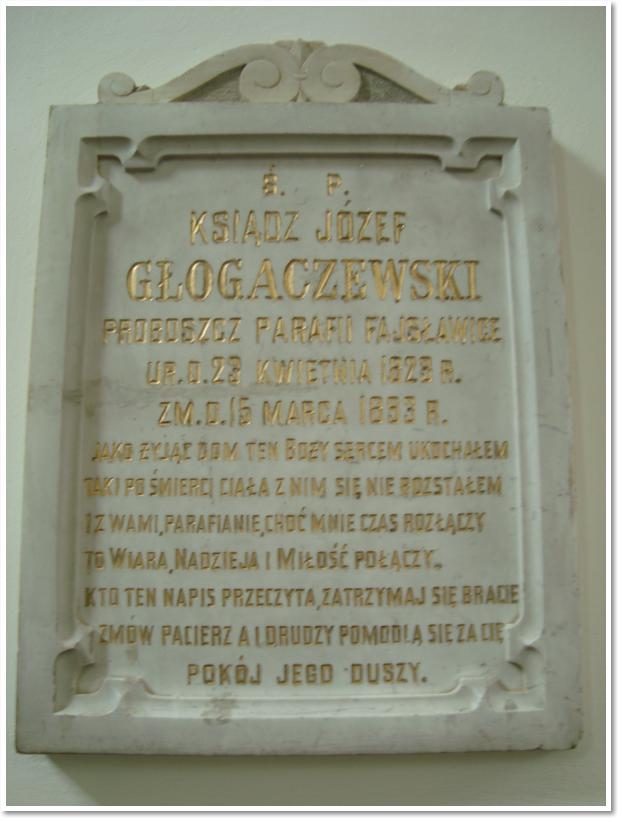 Ś. P.
KSIĄDZ JÓZEF
GŁOGACZEWSKI
PROBOSZCZ PARAFII FAJSŁAWICE
UR. D. 23 KWIETNIA 1823 R.
ZM. D. 15 MARCA R.
JAKO ŻYJĄC DOM TEN BOŻY SERCEM UKOCHAŁEM
TAKI PO ŚMIERCI CIAŁA Z NIM SIĘ NIE ROZSTAŁEM
I Z WAMI, PARAFIANIE, CHOĆ MNIE CZAS ROZŁĄCZY
TO WIARA, NADZIEJA I MIŁOŚĆ POŁĄCZY.
KTO TEN NAPIS PRZECZYTA, ZATRZYMAJ SIĘ BRACIE
ZMÓW PACIERZ A I DRUDZY POMODLĄ SIĘ ZA CIĘ
POKÓJ JEGO DUSZY.